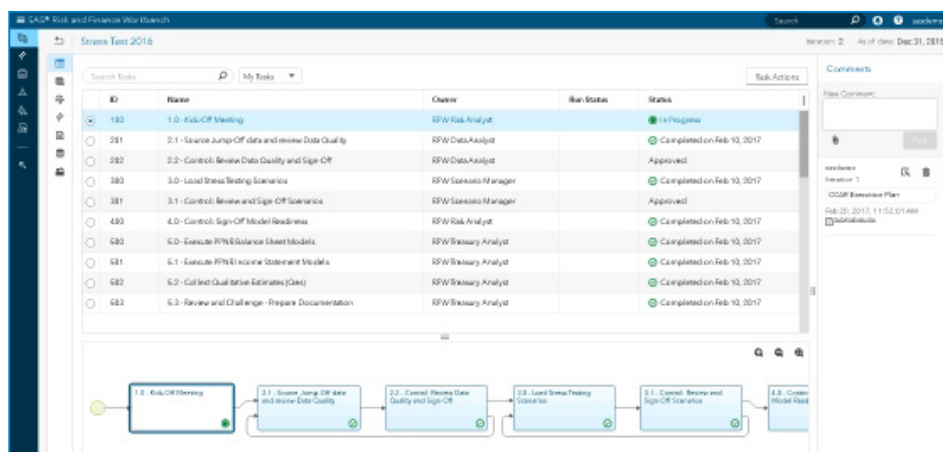 SAS® Risk and Finance Workbench
Search
sasdemo
Stress Test 2016
Iteration: 2 As of date: Dec 31, 2016
Search Tasks
My Tasks
Task Actions
ID Name Owner Run Status Status
100 1.0 - Kick-Off Meeting RFW Risk Analyst In Progress
201 2.1 - Source Jump-Off data and review Data Quality RFW Data Analyst Completed on Feb 10, 2017
202 2.2 - Control: Review Data Quality and Sign-Off RFW Data Analyst Approved
300 3.0 - Load Stress Testing Scenarios RFW Scenario Manager Completed on Feb 10, 2017
301 3.1 - Control: Review and Sign-Off Scenarios RFW Scenario Manager Approved
400 4.0 - Control: Sign-Off Model Readiness RFW Risk Analyst Completed on Feb 10, 2017
500 5.0 - Execute PPNR Balance Sheet Models RFW Treasury Analyst Completed on Feb 10, 2017
501 5.1 - Execute PPNR Income Statement Models RFW Treasury Analyst Completed on Feb 10, 2017
502 5.2 - Collect Qualitative Estimates (Qes) RFW Treasury Analyst Completed on Feb 10, 2017
503 5.3 - Review and Challenge - Prepare Documentation RFW Treasury Analyst Completed on Feb 10, 2017
Comments
New Comment:
Post
sasdemo
Iteration 1
CCAR Execution Plan
Feb 20, 2017, 11:52:01 AM
1.0 - Kick-Off Meeting
2.1 - Source Jump-Off data
and review Data Quality
2.2 - Control: Review Data
Quality and Sign-Off
3.0 - Load Stress Testing
Scenarios
3.1 - Control: Review and
Sign-Off Scenarios
4.0 - Contro
Model Readi